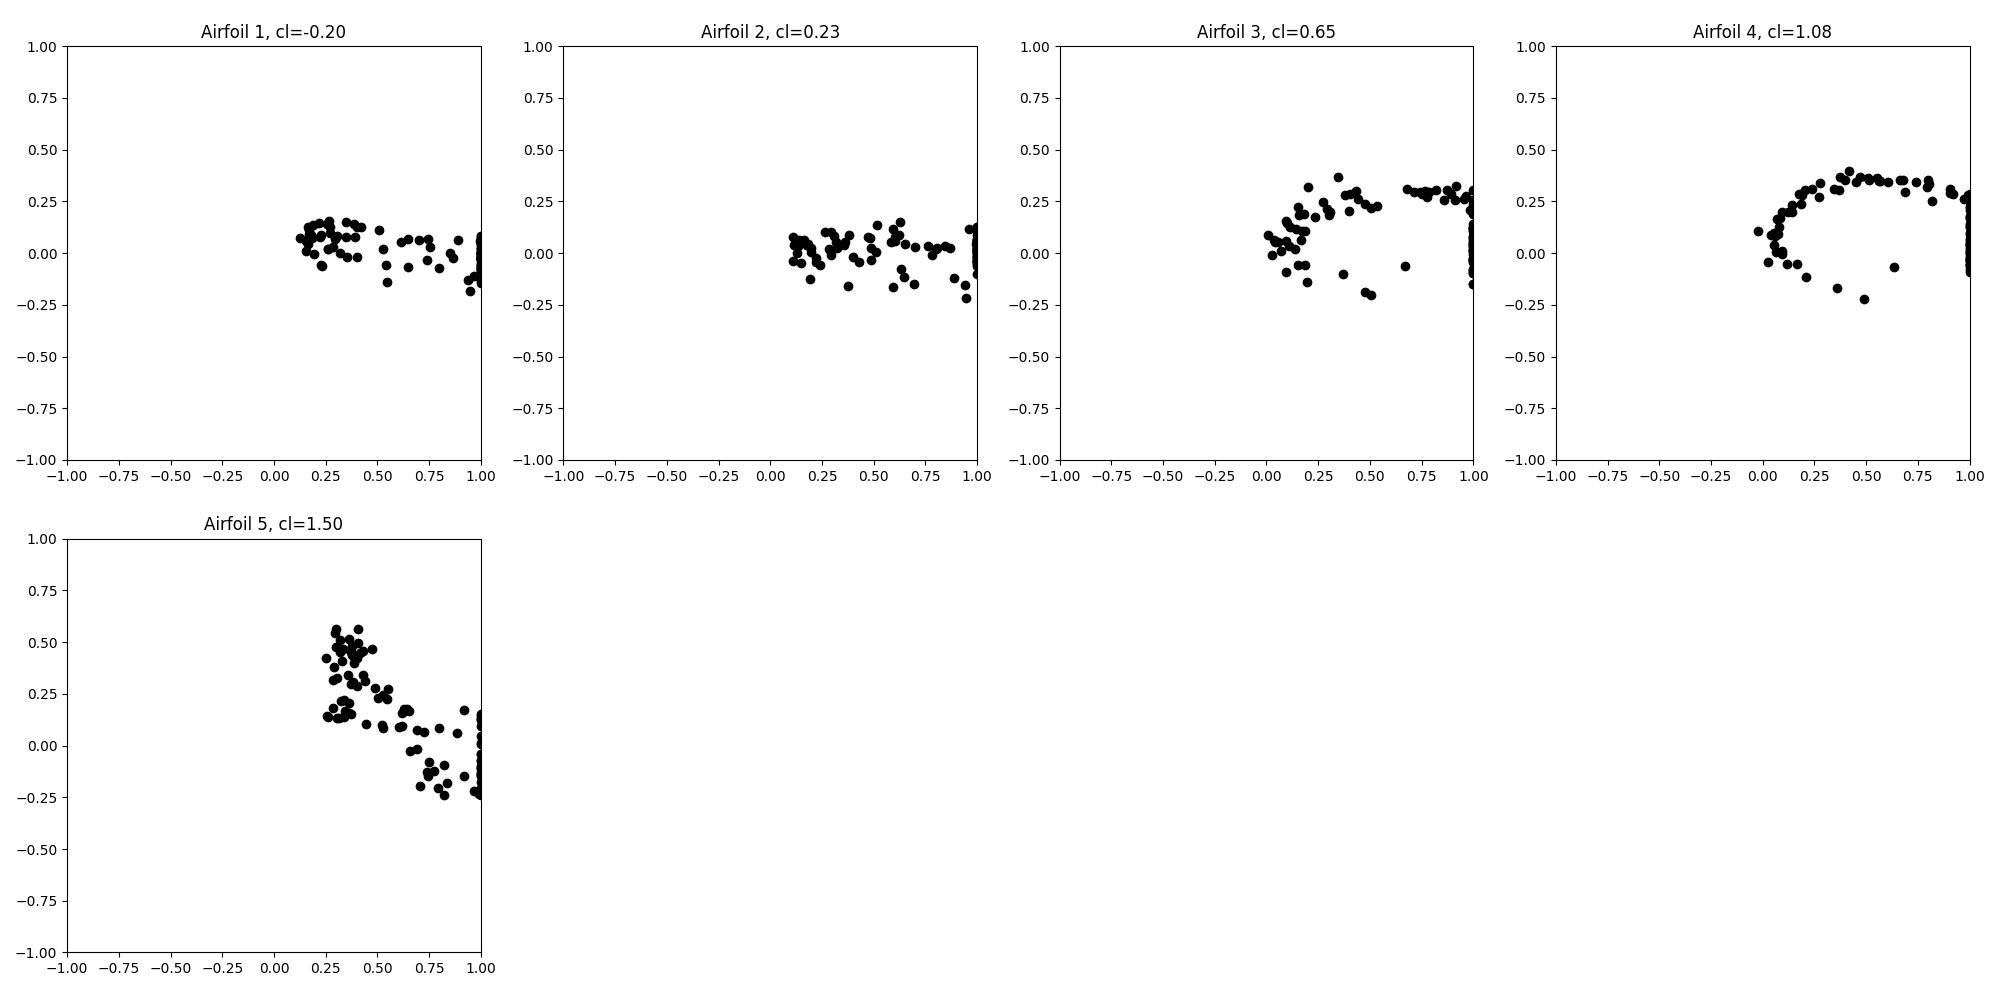 Airfoil 1, cl=-0.20
Airfoil 2, cl=0.23
Airfoil 3, cl=0.65
Airfoil 4, cl=1.08
1.00 1.00 1.00 1.00
0.75 0.75 0.75 0.75
0.50 0.50 0.50 0.50
0.25 0.25 0.25 0.25
0.00 0.00 0.00 0.00
−0.25 −0.25 −0.25 −0.25
−0.50 −0.50 −0.50 −0.50
−0.75 −0.75 −0.75 −0.75
−1.00 −1.00 −1.00 −1.00
−1.00 −0.75 −0.50 −0.25 0.00 0.25 0.50 0.75 1.00
−1.00 −0.75 −0.50 −0.25 0.00 0.25 0.50 0.75 1.00
−1.00 −0.75 −0.50 −0.25 0.00 0.25 0.50 0.75 1.00
−1.00 −0.75 −0.50 −0.25 0.00 0.25 0.50 0.75 1.00
Airfoil 5, cl=1.50
1.00
0.75
0.50
0.25
0.00
−0.25
−0.50
−0.75
−1.00
−1.00 −0.75 −0.50 −0.25 0.00 0.25 0.50 0.75 1.00